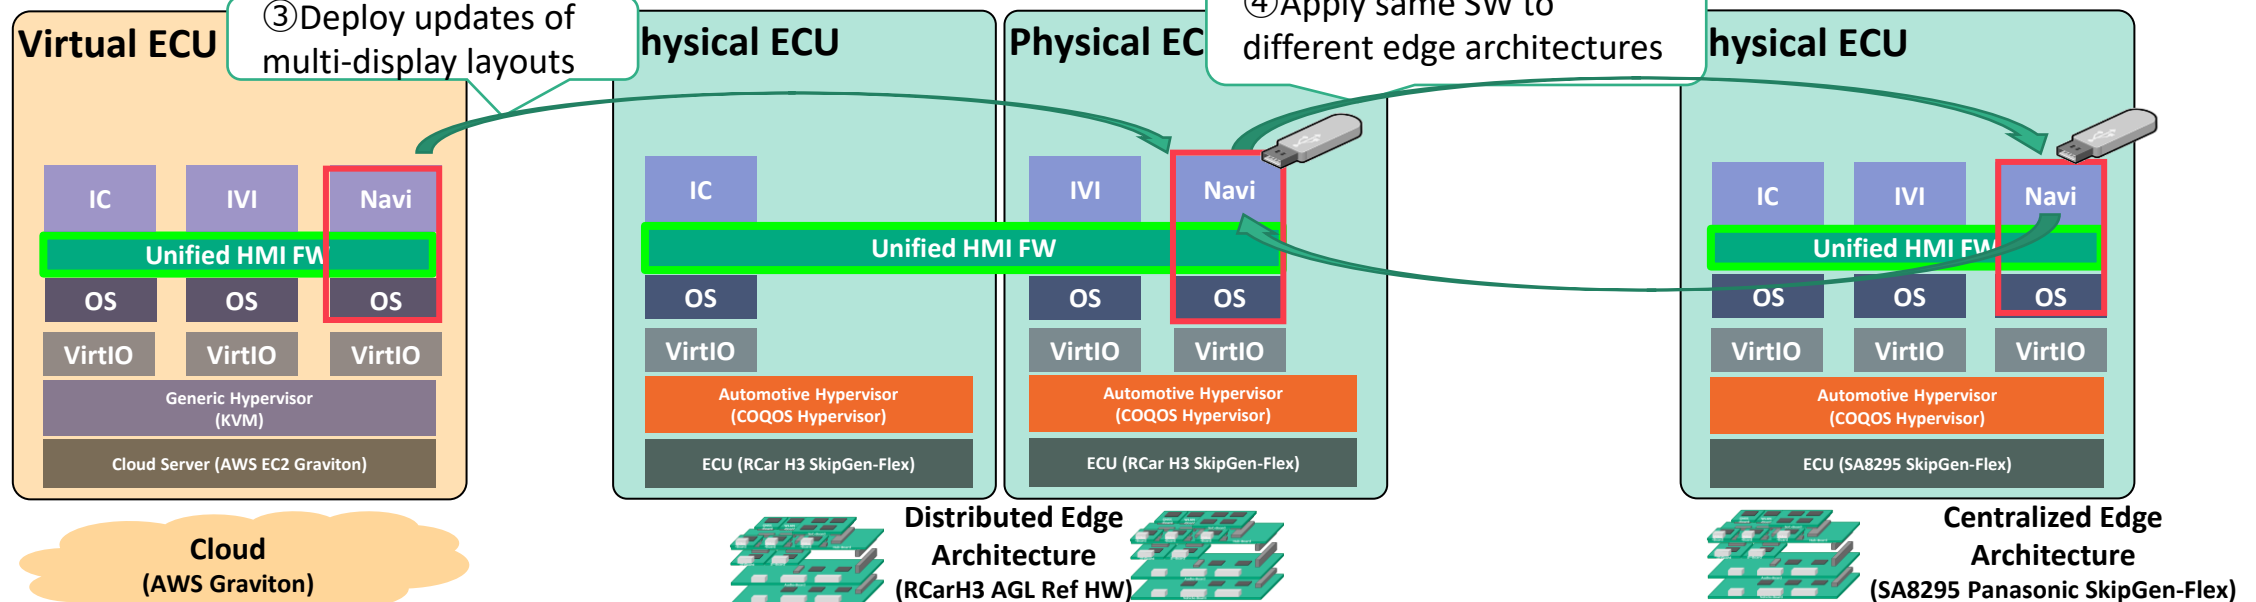 ③Deploy updates of
multi-display layouts
④Apply same SW to
different edge architectures
Virtual ECU
IC
IVI
Navi
Unified HMI FW
OS
OS
OS
VirtIO
VirtIO
VirtIO
Generic Hypervisor
(KVM)
Cloud Server (AWS EC2 Graviton)
Cloud
(AWS Graviton)
hysical ECU
IC
Physical EC
IVI
Navi
Unified HMI FW
OS
OS
OS
VirtIO
VirtIO
VirtIO
Automotive Hypervisor
(COQOS Hypervisor)
Automotive Hypervisor
(COQOS Hypervisor)
ECU (RCar H3 SkipGen-Flex)
ECU (RCar H3 SkipGen-Flex)
Distributed Edge
Architecture
(RCarH3 AGL Ref HW)
hysical ECU
IC
IVI
Navi
Unified HMI FW
OS
OS
OS
VirtIO
VirtIO
VirtIO
Automotive Hypervisor
(COQOS Hypervisor)
ECU (SA8295 SkipGen-Flex)
Centralized Edge
Architecture
(SA8295 Panasonic SkipGen-Flex)